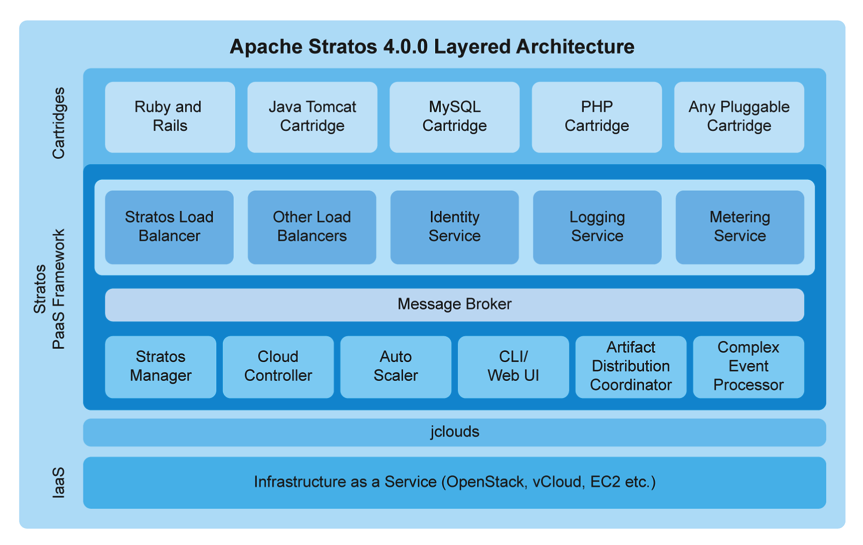 Apache Stratos 4.0.0 Layered Architecture
Cartridges
Ruby and
Rails
Java Tomcat
Cartridge
MySQL
Cartridge
PHP
Cartridge
Any Pluggable
Cartridge
Stratos
PaaS Framework
Stratos Load
Balancer
Other Load
Balancers
Identity
Service
Logging
Service
Metering
Service
Message Broker
Stratos
Manager
Cloud
Controller
Auto
Scaler
CLI/
Web UI
Artifact
Distribution
Coordinator
Complex
Event
Processor
jclouds
IaaS
Infrastructure as a Service (OpenStack, vCloud, EC2 etc.)